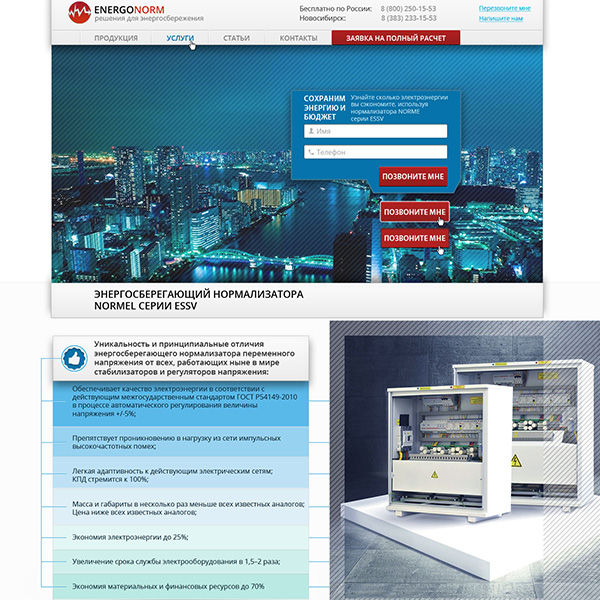 ENERGONORM
решения для энергосбережения
Бесплатно по России: 8 (800) 250-15-53
Новосибирск: 8 (383) 233-15-53
Перезвоните мне
Напишите нам
ПРОДУКЦИЯ УСЛУГИ СТАТЬИ КОНТАКТЫ ЗАЯВКА НА ПОЛНЫЙ РАСЧЕТ
СОХРАНИМ
ЭНЕРГИЮ И
БЮДЖЕТ
Узнайте сколько электроэнергии
вы сэкономите, используя
нормализатора NORME
серии ESSV
Имя
Телефон
ПОЗВОНИТЕ МНЕ
ПОЗВОНИТЕ МНЕ
ПОЗВОНИТЕ МНЕ
ЭНЕРГОСБЕРЕГАЮЩИЙ НОРМАЛИЗАТОРА
NORMEL СЕРИИ ESSV
Уникальность и принципиальные отличия
энергосберегающего нормализатора переменного
напряжения от всех, работающих ныне в мире
стабилизаторов и регуляторов напряжения:
Обеспечивает качество электроэнергии в соответствии с
действующим межгосударственным стандартом ГОСТ Р54149-2010
в процессе автоматического регулирования величины
напряжения +/-5%;
Препятствует проникновению в нагрузку из сети импульсных
высокочастотных помех;
Легкая адаптивность к действующим электрическим сетям;
КПД стремится к 100%;
Масса и габариты в несколько раз меньше всех известных аналогов;
Цена ниже всех известных аналогов;
Экономия электроэнергии до 25%;
Увеличение срока службы электрооборудования в 1,5–2 раза;
Экономия материальных и финансовых ресурсов до 70%